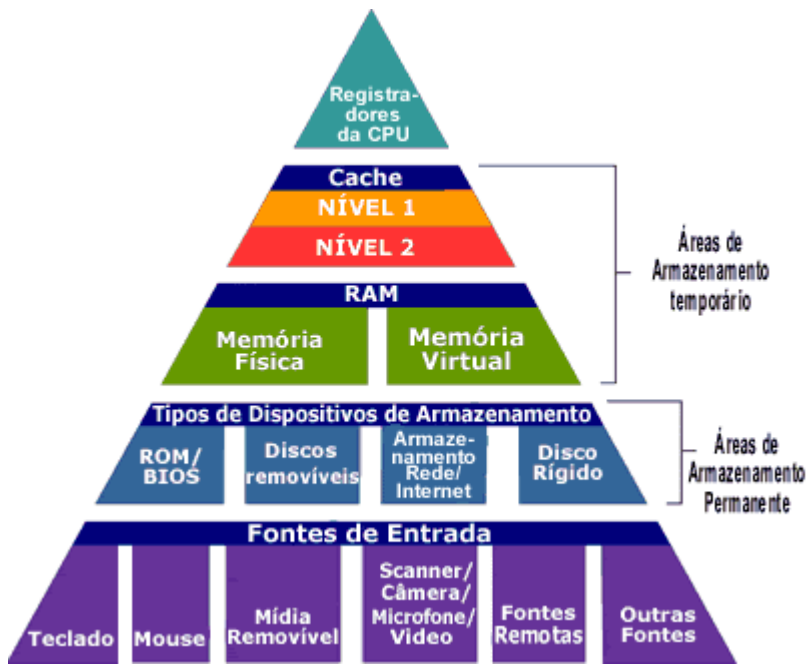 Registra-
dores
da CPU
Cache
NÍVEL 1
NÍVEL 2
Áreas de
Armazenamento
temporário
RAM
Memória
Física
Memória
Virtual
Tipos de Dispositivos de Armazenamento
ROM/
BIOS
Discos
removíveis
Armaze-
namento
Rede/
Internet
Disco
Rígido
Áreas de
Armazenamento
Permanente
Fontes de Entrada
Teclado
Mouse
Mídia
Removível
Scanner/
Câmera/
Microfone/
Video
Fontes
Remotas
Outras
Fontes